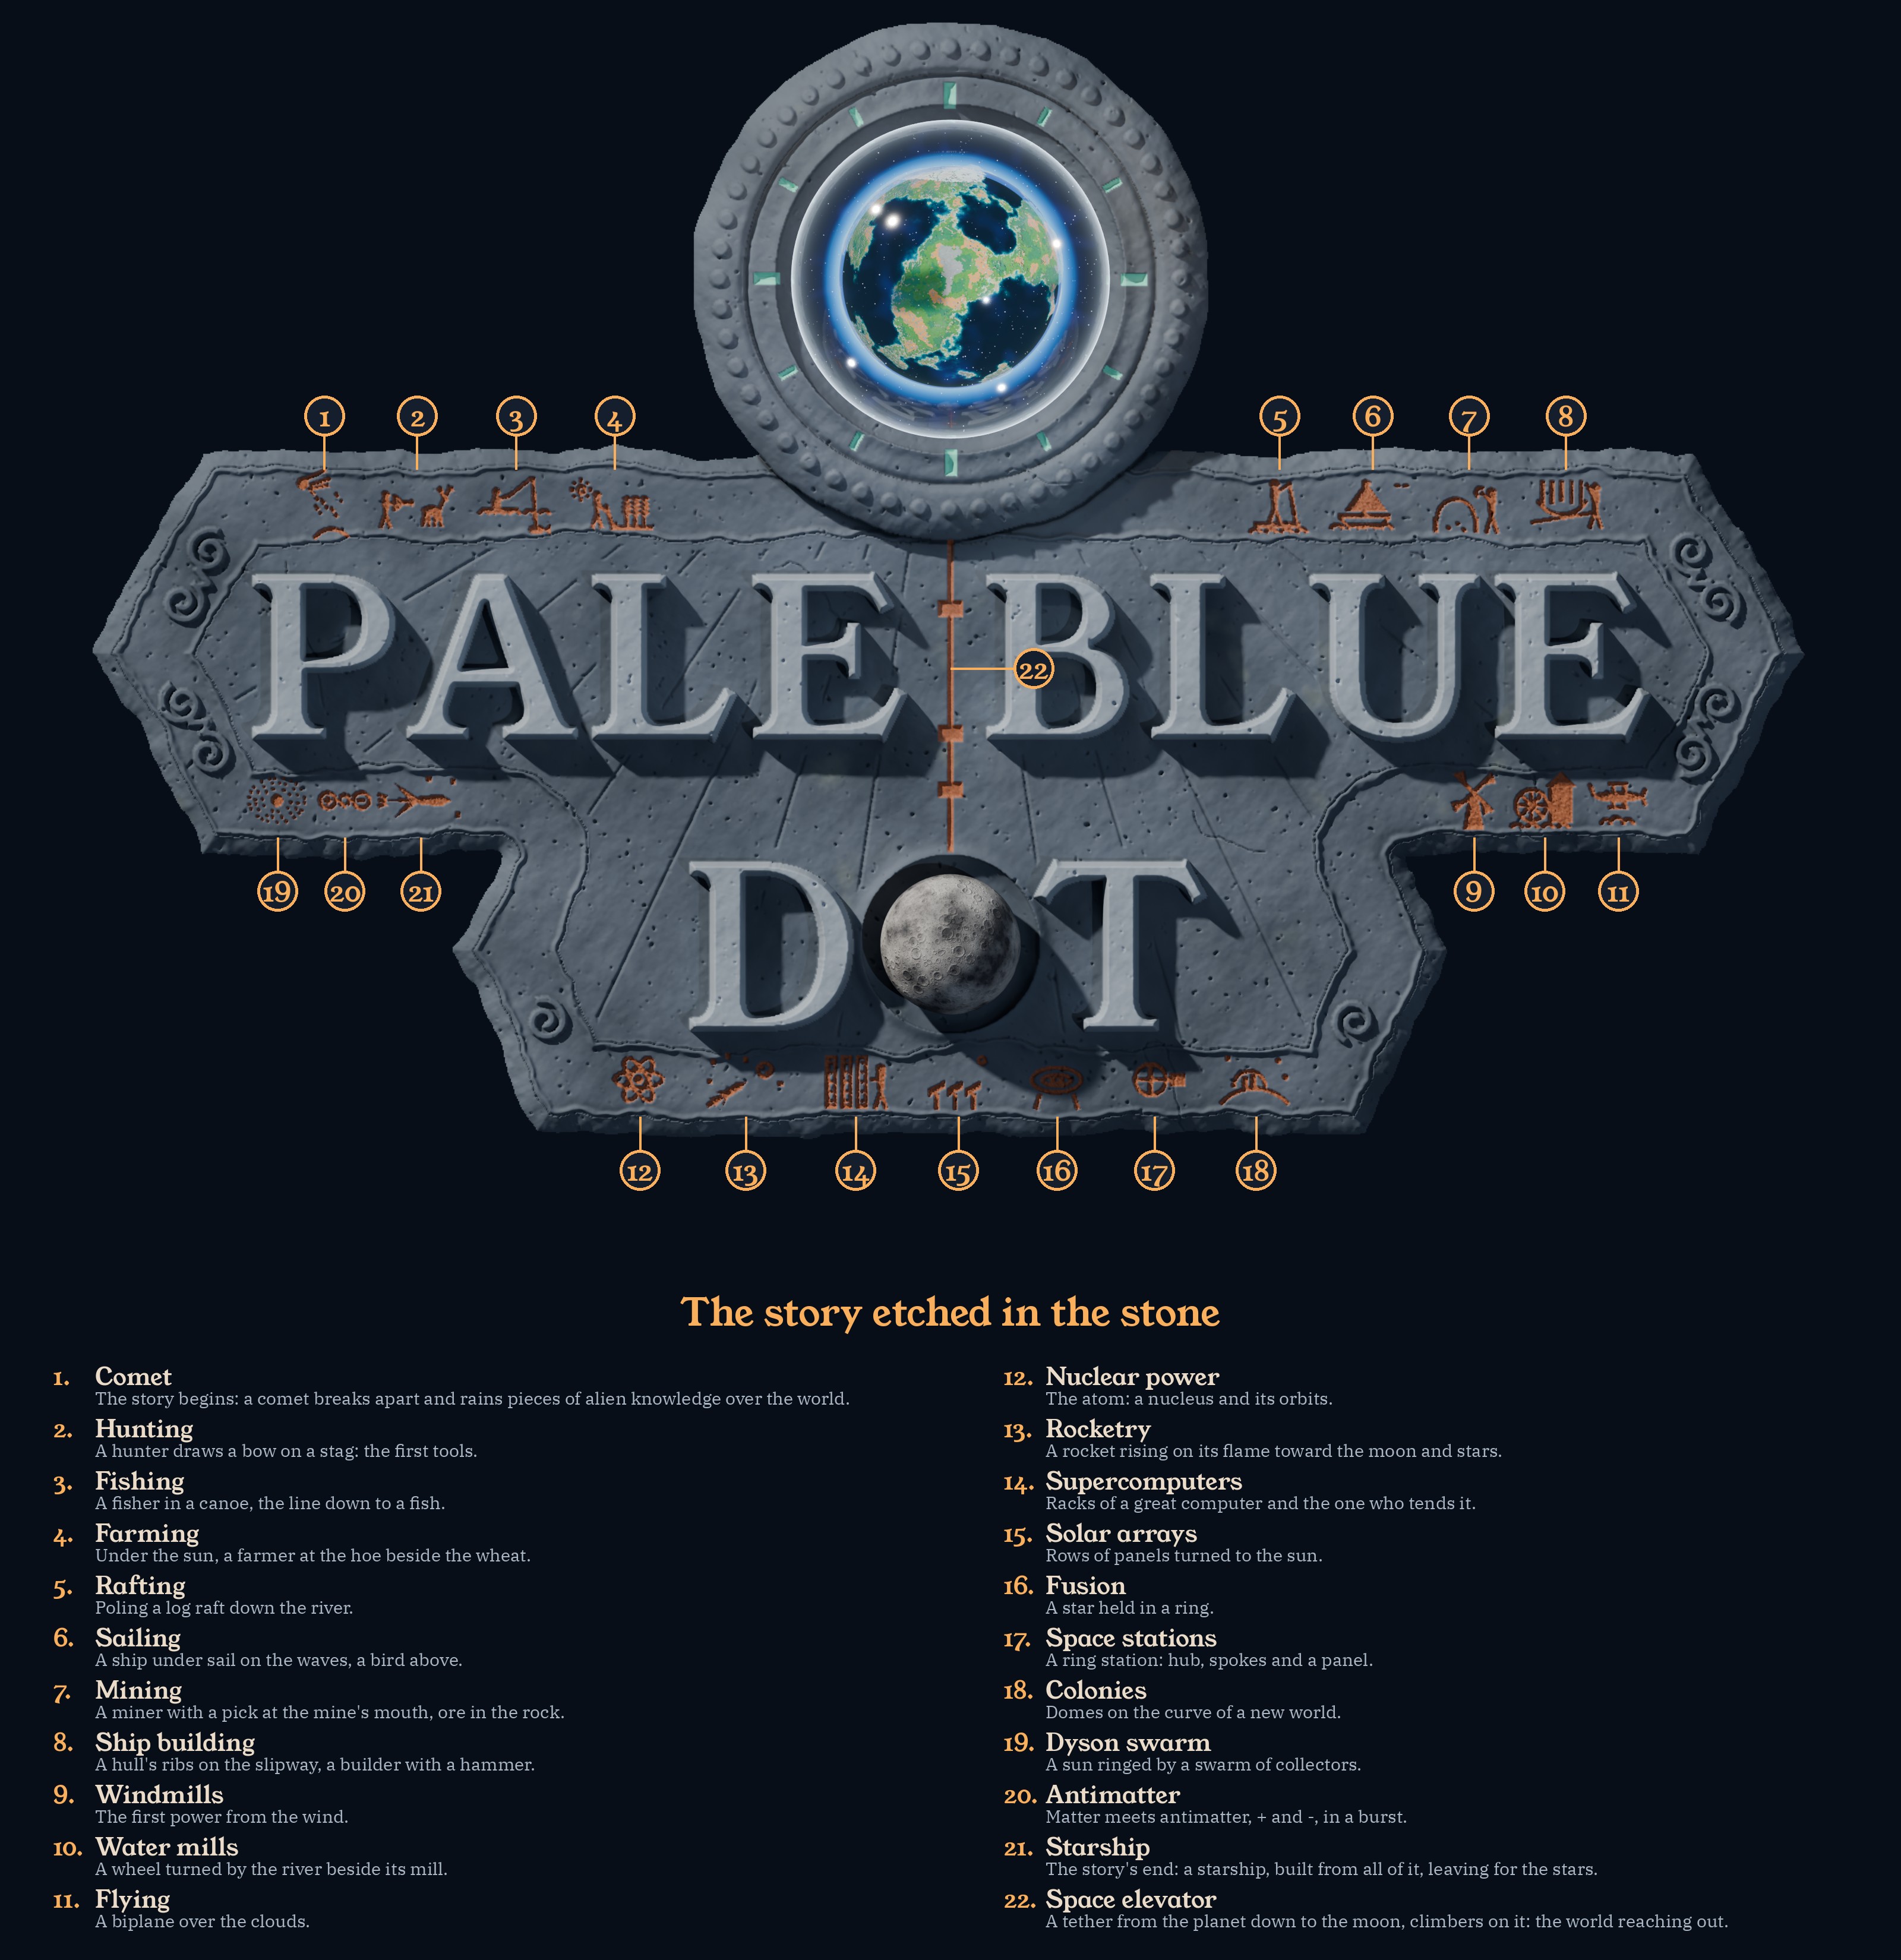 1 2 3 4 5 6 7 8
PALE BLUE
22
19 20 21 9 10 11
DOT
12 13 14 15 16 17 18
The story etched in the stone
1. Comet
The story begins: a comet breaks apart and rains pieces of alien knowledge over the world.
2. Hunting
A hunter draws a bow on a stag: the first tools.
3. Fishing
A fisher in a canoe, the line down to a fish.
4. Farming
Under the sun, a farmer at the hoe beside the wheat.
5. Rafting
Poling a log raft down the river.
6. Sailing
A ship under sail on the waves, a bird above.
7. Mining
A miner with a pick at the mine's mouth, ore in the rock.
8. Ship building
A hull's ribs on the slipway, a builder with a hammer.
9. Windmills
The first power from the wind.
10. Water mills
A wheel turned by the river beside its mill.
11. Flying
A biplane over the clouds.
12. Nuclear power
The atom: a nucleus and its orbits.
13. Rocketry
A rocket rising on its flame toward the moon and stars.
14. Supercomputers
Racks of a great computer and the one who tends it.
15. Solar arrays
Rows of panels turned to the sun.
16. Fusion
A star held in a ring.
17. Space stations
A ring station: hub, spokes and a panel.
18. Colonies
Domes on the curve of a new world.
19. Dyson swarm
A sun ringed by a swarm of collectors.
20. Antimatter
Matter meets antimatter, + and -, in a burst.
21. Starship
The story's end: a starship, built from all of it, leaving for the stars.
22. Space elevator
A tether from the planet down to the moon, climbers on it: the world reaching out.